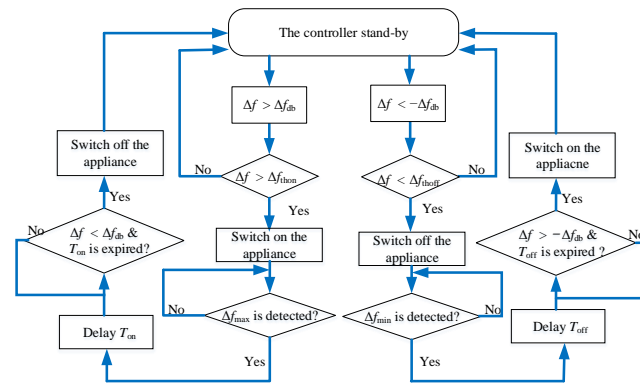 The controller stand-by
Δf > Δf_db
Δf < −Δf_db
Switch off the
appliance
Switch on the
appliacne
No
Δf > Δf_thon
Δf < Δf_thoff
No
Yes
Yes
Yes
Yes
No
Δf < Δf_db &
T_on is expired?
Switch on the
appliance
Switch off the
appliance
Δf > −Δf_db &
T_off is expired ?
No
No
Δf_max is detected?
Δf_min is detected?
No
Delay T_on
Delay T_off
Yes
Yes